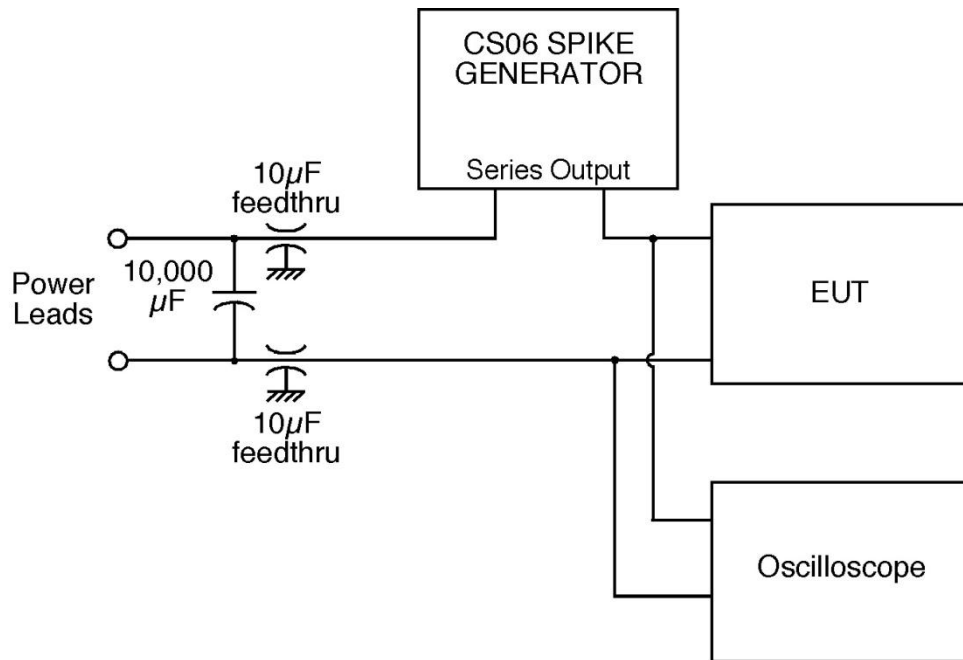 CS06 SPIKE
GENERATOR
Series Output
10μF
feedthru
10,000
μF
Power
Leads
EUT
10μF
feedthru
Oscilloscope